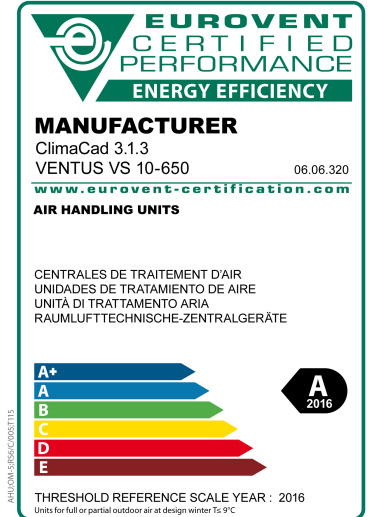 EUROVENT
CERTIFIED
PERFORMANCE
ENERGY EFFICIENCY
MANUFACTURER
ClimaCad 3.1.3
VENTUS VS 10-650 06.06.320
www.eurovent-certification.com
AIR HANDLING UNITS
CENTRALES DE TRAITEMENT D'AIR
UNIDADES DE TRATAMIENTO DE AIRE
UNITÀ DI TRATTAMENTO ARIA
RAUMLUFTTECHNISCHE-ZENTRALGERÄTE
A+
A
B
C
D
E
A
2016
AHU,OM-5;RS6/C/005;T115
THRESHOLD REFERENCE SCALE YEAR : 2016
Units for full or partial outdoor air at design winter T≤ 9°C